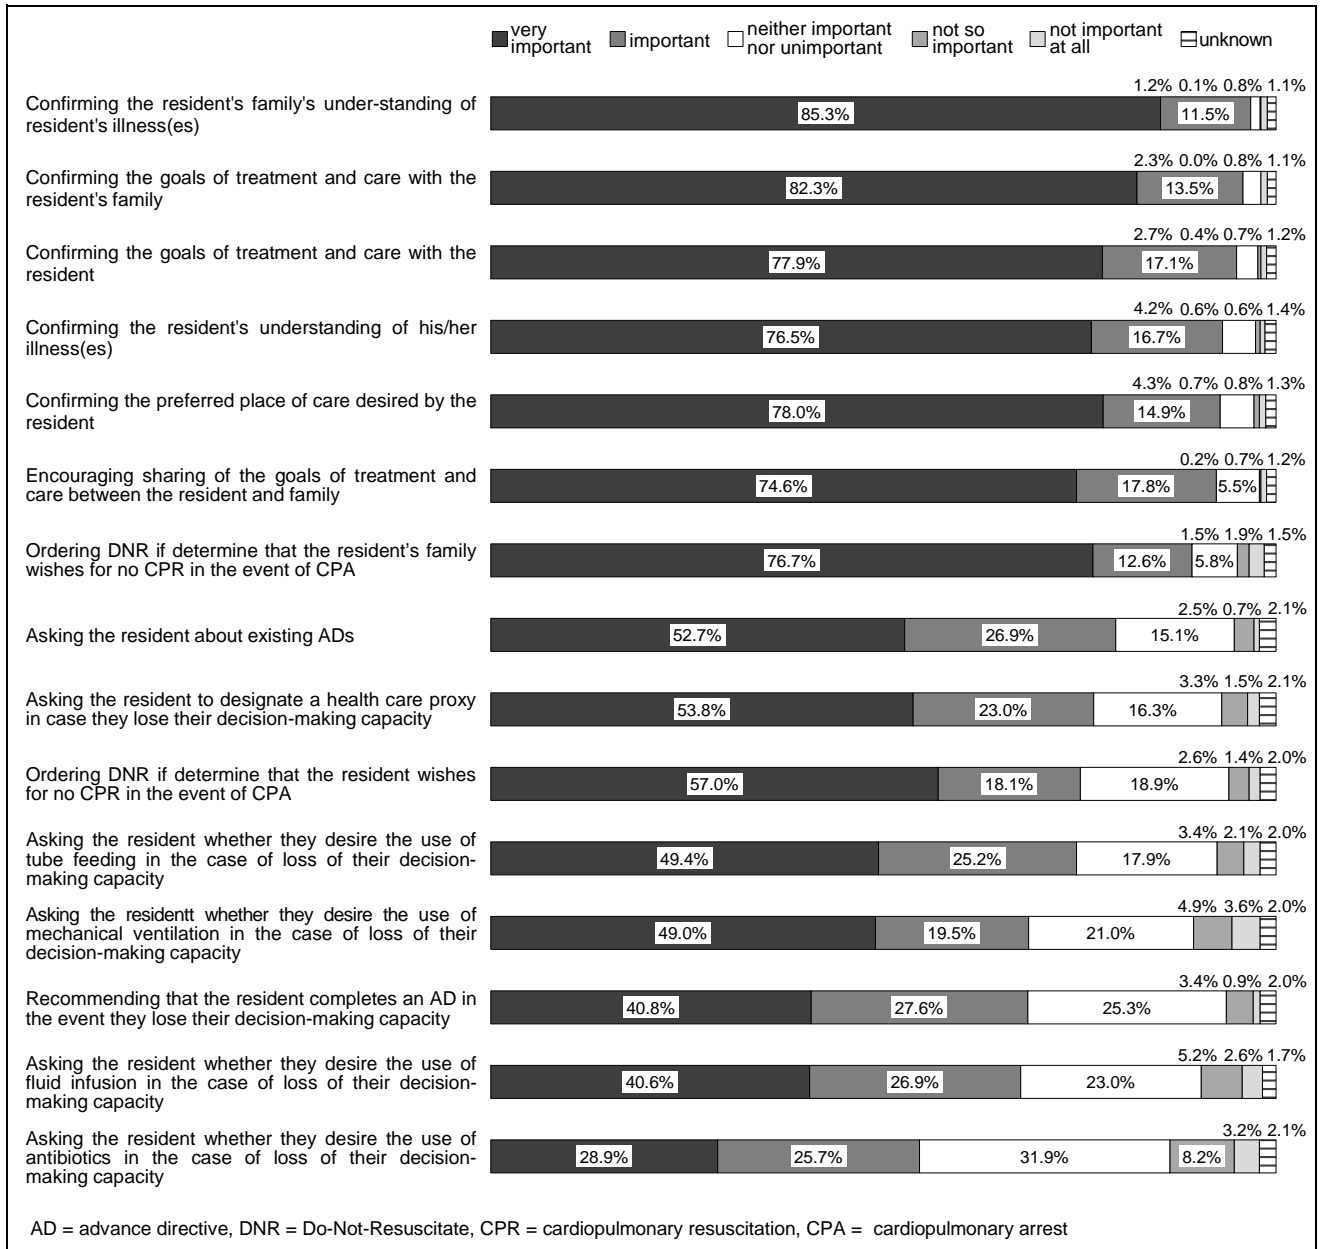 very important
important
neither important nor unimportant
not so important
not important at all
unknown
1.2% 0.1% 0.8% 1.1%
Confirming the resident's family's under-standing of
resident's illness(es)
85.3% 11.5%
2.3% 0.0% 0.8% 1.1%
Confirming the goals of treatment and care with the
resident's family
82.3% 13.5%
2.7% 0.4% 0.7% 1.2%
Confirming the goals of treatment and care with the
resident
77.9% 17.1%
4.2% 0.6% 0.6% 1.4%
Confirming the resident's understanding of his/her
illness(es)
76.5% 16.7%
4.3% 0.7% 0.8% 1.3%
Confirming the preferred place of care desired by the
resident
78.0% 14.9%
0.2% 0.7% 1.2%
Encouraging sharing of the goals of treatment and
care between the resident and family
74.6% 17.8% 5.5%
1.5% 1.9% 1.5%
Ordering DNR if determine that the resident's family
wishes for no CPR in the event of CPA
76.7% 12.6% 5.8%
2.5% 0.7% 2.1%
Asking the resident about existing ADs
52.7% 26.9% 15.1%
3.3% 1.5% 2.1%
Asking the resident to designate a health care proxy
in case they lose their decision-making capacity
53.8% 23.0% 16.3%
2.6% 1.4% 2.0%
Ordering DNR if determine that the resident wishes
for no CPR in the event of CPA
57.0% 18.1% 18.9%
3.4% 2.1% 2.0%
Asking the resident whether they desire the use of
tube feeding in the case of loss of their decision-
making capacity
49.4% 25.2% 17.9%
4.9% 3.6% 2.0%
Asking the residentt whether they desire the use of
mechanical ventilation in the case of loss of their
decision-making capacity
49.0% 19.5% 21.0%
3.4% 0.9% 2.0%
Recommending that the resident completes an AD in
the event they lose their decision-making capacity
40.8% 27.6% 25.3%
5.2% 2.6% 1.7%
Asking the resident whether they desire the use of
fluid infusion in the case of loss of their decision-
making capacity
40.6% 26.9% 23.0%
3.2% 2.1%
Asking the resident whether they desire the use of
antibiotics in the case of loss of their decision-
making capacity
28.9% 25.7% 31.9% 8.2%
AD = advance directive, DNR = Do-Not-Resuscitate, CPR = cardiopulmonary resuscitation, CPA = cardiopulmonary arrest